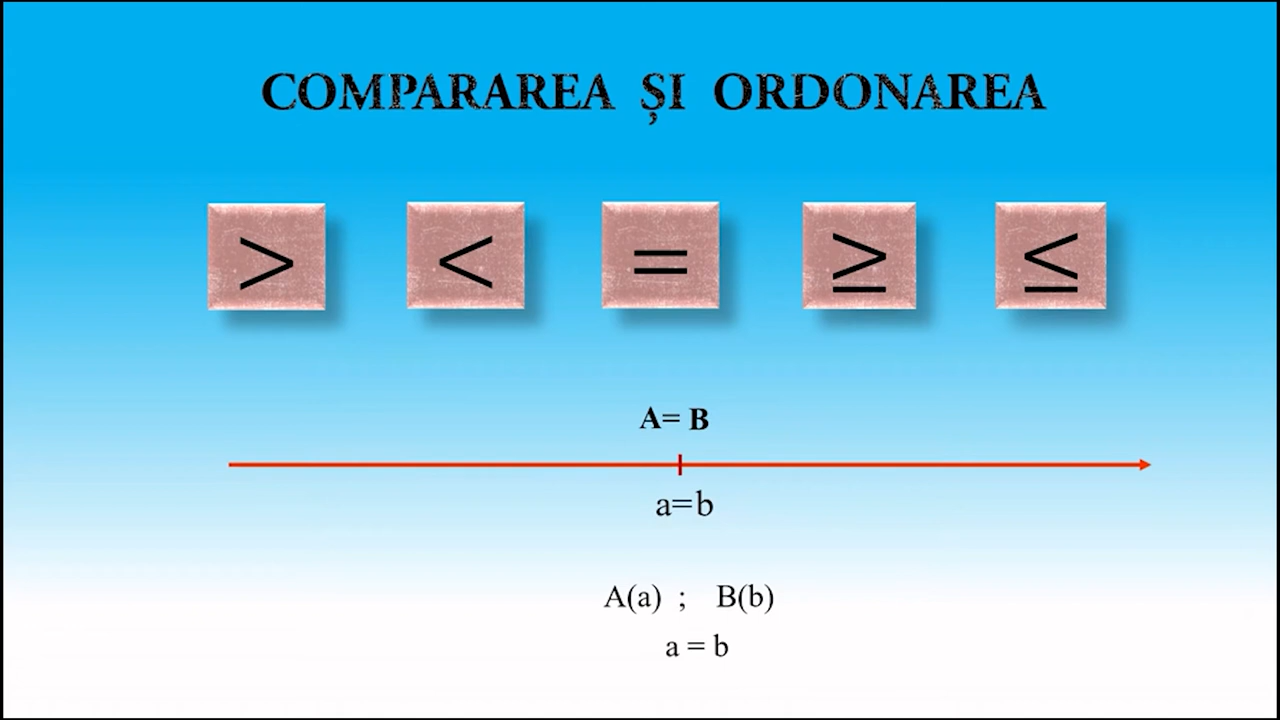 COMPARAREA ȘI ORDONAREA
> < = ≥ ≤
A= B
a=b
A(a) ; B(b)
a = b